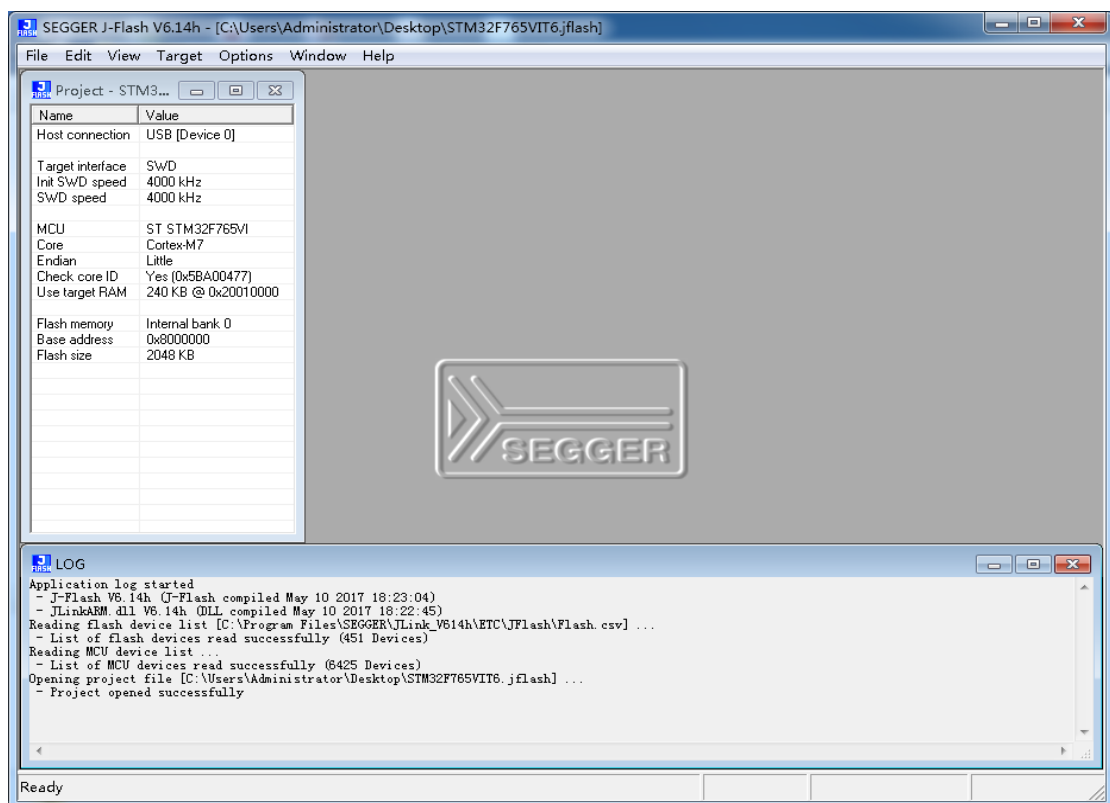 SEGGER J-Flash V6.14h - [C:\Users\Administrator\Desktop\STM32F765VIT6.jflash]
File Edit View Target Options Window Help
Project - STM3...
Name Value
Host connection USB [Device 0]
Target interface SWD
Init SWD speed 4000 kHz
SWD speed 4000 kHz
MCU ST STM32F765VI
Core Cortex-M7
Endian Little
Check core ID Yes (0x5BA00477)
Use target RAM 240 KB @ 0x20010000
Flash memory Internal bank 0
Base address 0x8000000
Flash size 2048 KB
SEGGER
LOG
Application log started
- J-Flash V6.14h (J-Flash compiled May 10 2017 18:23:04)
- JLinkARM.dll V6.14h (DLL compiled May 10 2017 18:22:45)
Reading flash device list [C:\Program Files\SEGGER\JLink_V614h\ETC\JFlash\Flash.csv] ...
- List of flash devices read successfully (451 Devices)
Reading MCU device list ...
- List of MCU devices read successfully (6425 Devices)
Opening project file [C:\Users\Administrator\Desktop\STM32F765VIT6.jflash] ...
- Project opened successfully
Ready